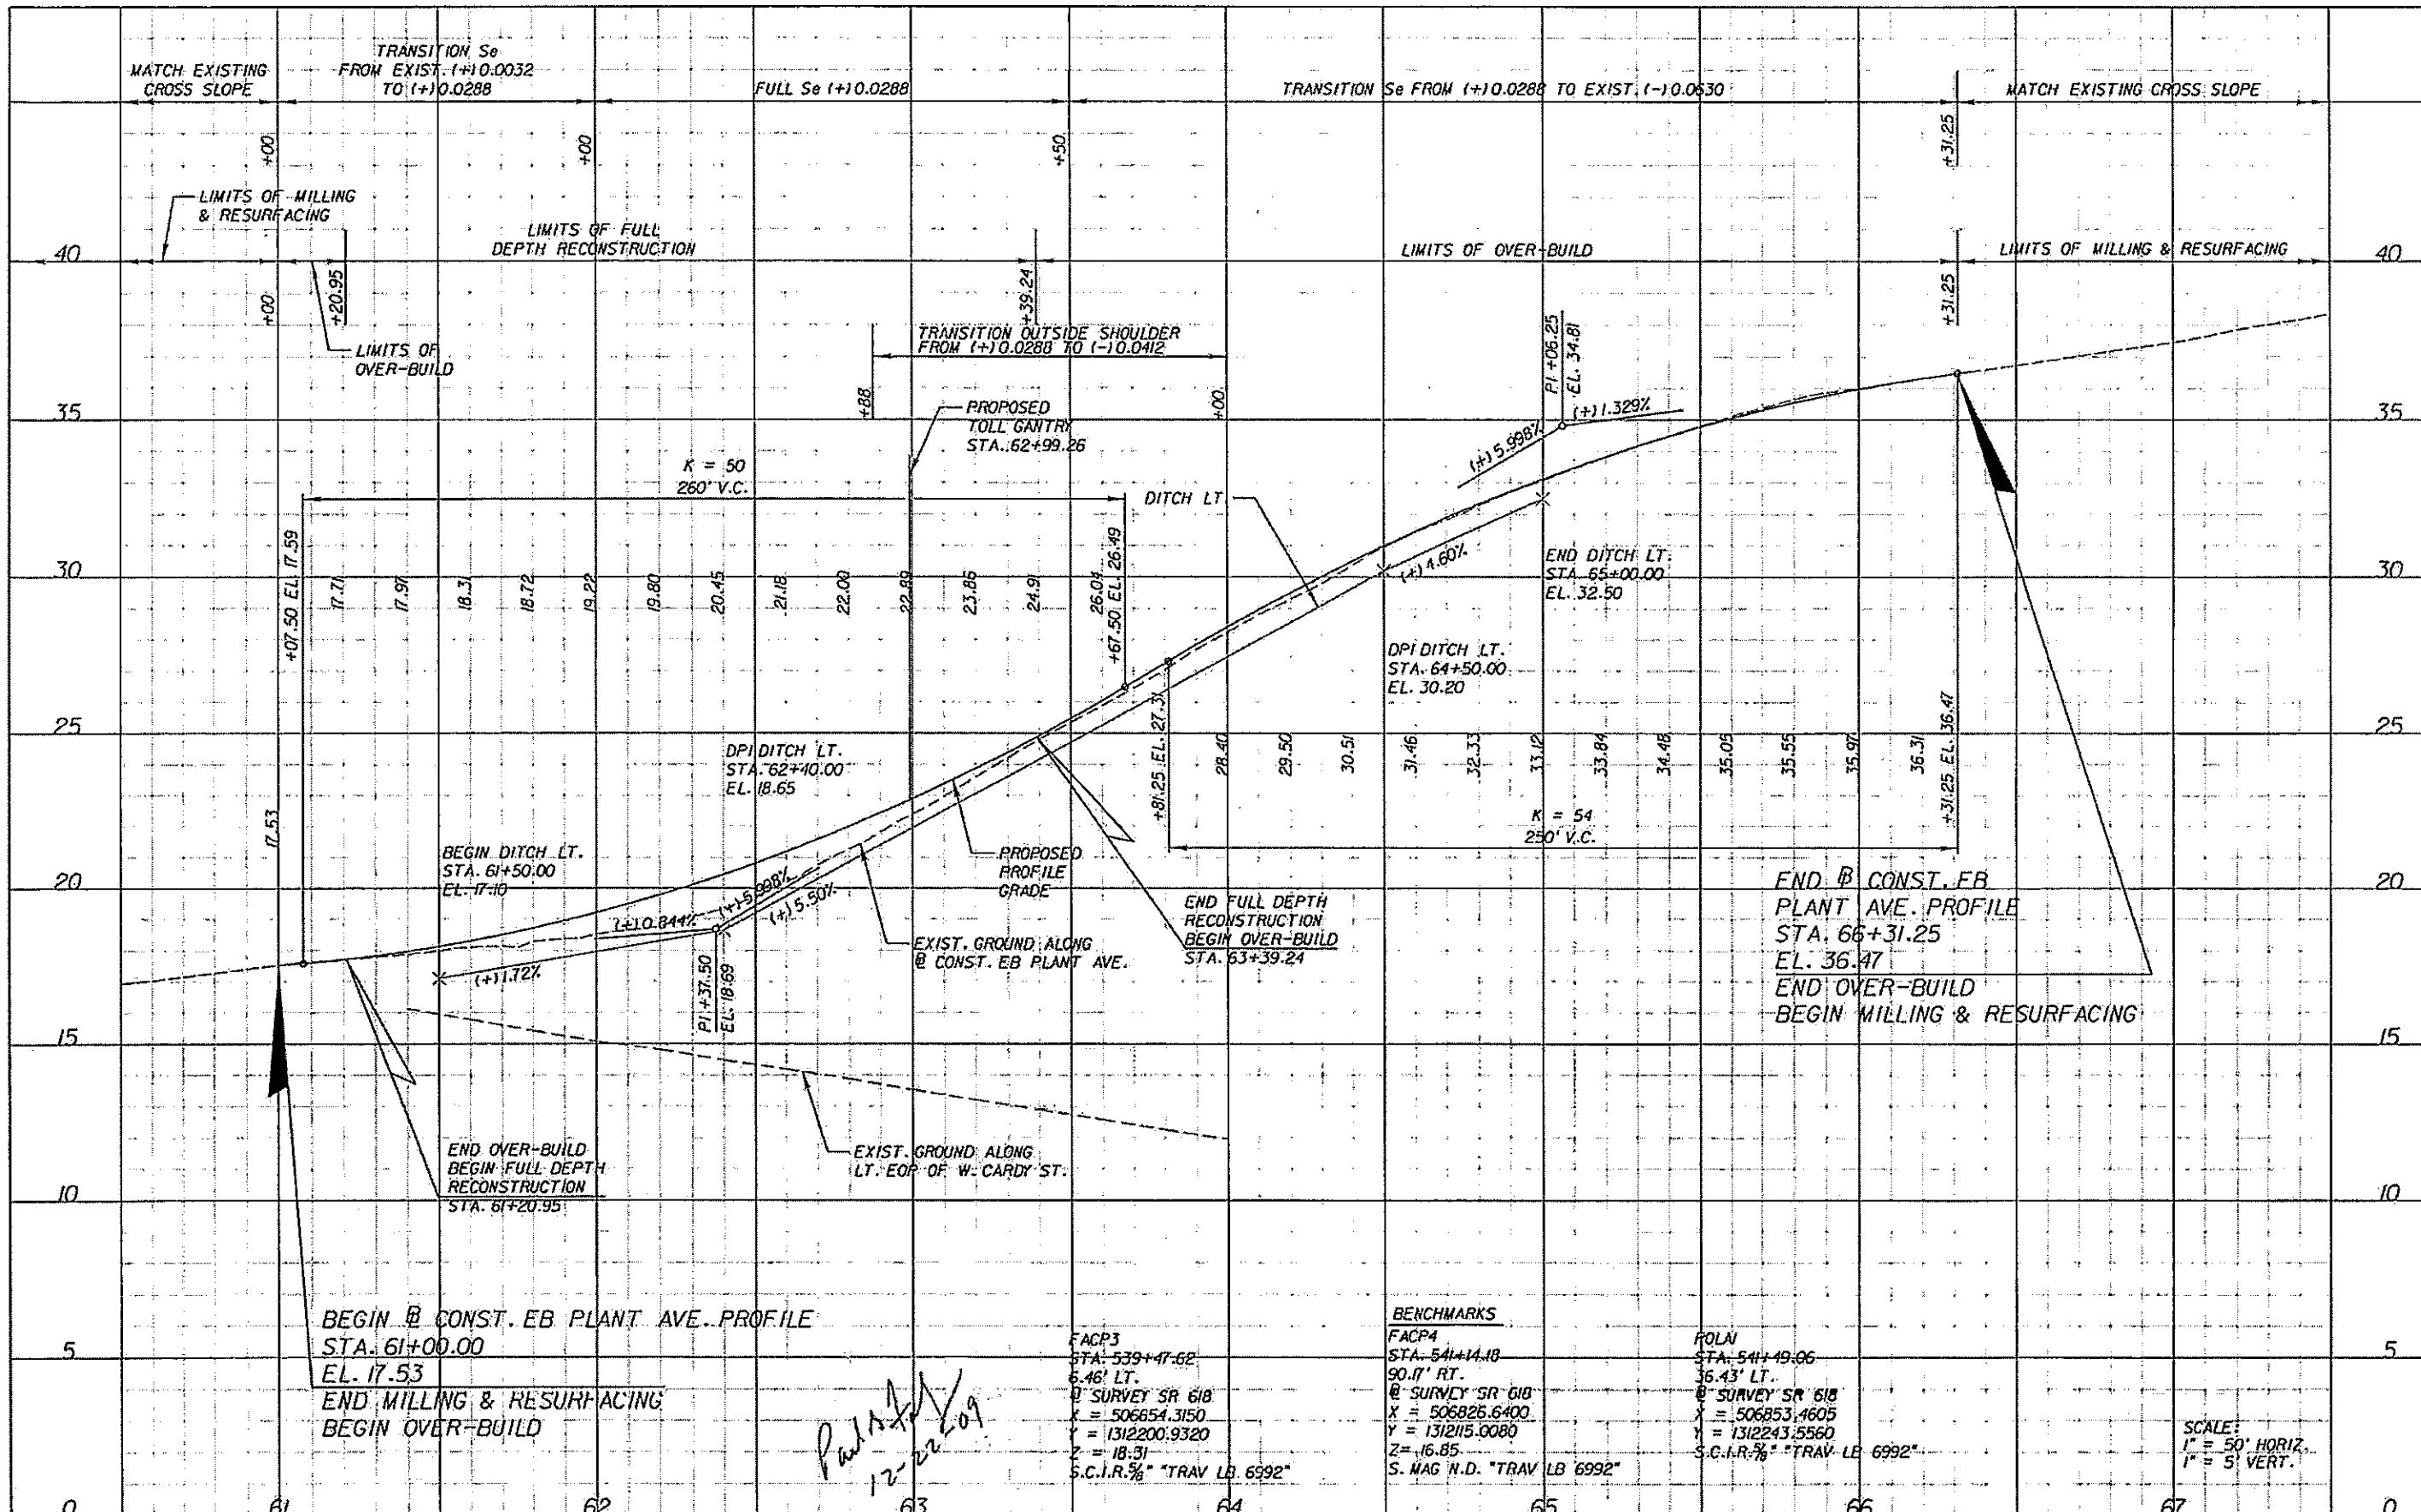 MATCH EXISTING
CROSS SLOPE
TRANSITION Se
FROM EXIST. (+) 0.0032
TO (+) 0.0288
FULL Se (+) 0.0288
TRANSITION Se FROM (+) 0.0288 TO EXIST. (-) 0.0630
MATCH EXISTING CROSS SLOPE
+00
+00
+50
+31.25
LIMITS OF MILLING
& RESURFACING
LIMITS OF FULL
DEPTH RECONSTRUCTION
LIMITS OF OVER-BUILD
LIMITS OF MILLING & RESURFACING
40
40
+00
+20.95
+39.24
+31.25
LIMITS OF
OVER-BUILD
TRANSITION OUTSIDE SHOULDER
FROM (+) 0.0288 TO (-) 0.0412
+88
+00
PI. +06.25
EL. 34.81
(+) 5.998%
(+) 1.329%
35
35
PROPOSED
TOLL GANTRY
STA. 62+99.26
K = 50
260' V.C.
DITCH LT.
+07.50 EL. 17.59
17.71
17.97
18.31
18.72
19.22
19.80
20.45
21.18
22.00
22.89
23.86
24.91
26.04
+67.50 EL. 26.49
30
30
(+) 4.60%
END DITCH LT.
STA. 65+00.00
EL. 32.50
DPI DITCH LT.
STA. 64+50.00
EL. 30.20
25
25
+81.25 EL. 27.31
28.40
29.50
30.51
31.46
32.33
33.12
33.84
34.48
35.05
35.55
35.97
36.31
+31.25 EL. 36.47
K = 54
250' V.C.
DPI DITCH LT.
STA. 62+40.00
EL. 18.65
17.53
BEGIN DITCH LT.
STA. 61+50.00
EL. 17.10
20
20
(+) 0.844%
(+) 5.998%
(+) 5.50%
(+) 1.72%
PI. +37.50
EL. 18.69
PROPOSED
PROFILE
GRADE
EXIST. GROUND ALONG
℄ CONST. EB PLANT AVE.
END FULL DEPTH
RECONSTRUCTION
BEGIN OVER-BUILD
STA. 63+39.24
END ℄ CONST. EB
PLANT AVE. PROFILE
STA. 66+31.25
EL. 36.47
END OVER-BUILD
BEGIN MILLING & RESURFACING
15
15
END OVER-BUILD
BEGIN FULL DEPTH
RECONSTRUCTION
STA. 61+20.95
EXIST. GROUND ALONG
LT. EOP OF W. CARDY ST.
10
10
BEGIN ℄ CONST. EB PLANT AVE. PROFILE
STA. 61+00.00
EL. 17.53
END MILLING & RESURFACING
BEGIN OVER-BUILD
5
5
12-22-09
BENCHMARKS
FACP3
STA. 539+47.62
6.46' LT.
℄ SURVEY SR 618
X = 506654.3150
Y = 1312200.9320
Z = 18.31
S.C.I.R. 5/8" "TRAV LB 6992"
FACP4
STA. 541+14.18
90.17' RT.
℄ SURVEY SR 618
X = 506826.6400
Y = 1312115.0080
Z= 16.85
S. MAG N.D. "TRAV LB 6992"
POLA1
STA. 541+49.06
36.43' LT.
℄ SURVEY SR 618
X = 506853.4605
Y = 1312243.5560
S.C.I.R. 5/8" "TRAV LB 6992"
SCALE:
1" = 50' HORIZ.
1" = 5' VERT.
0
61
62
63
64
65
66
67
0